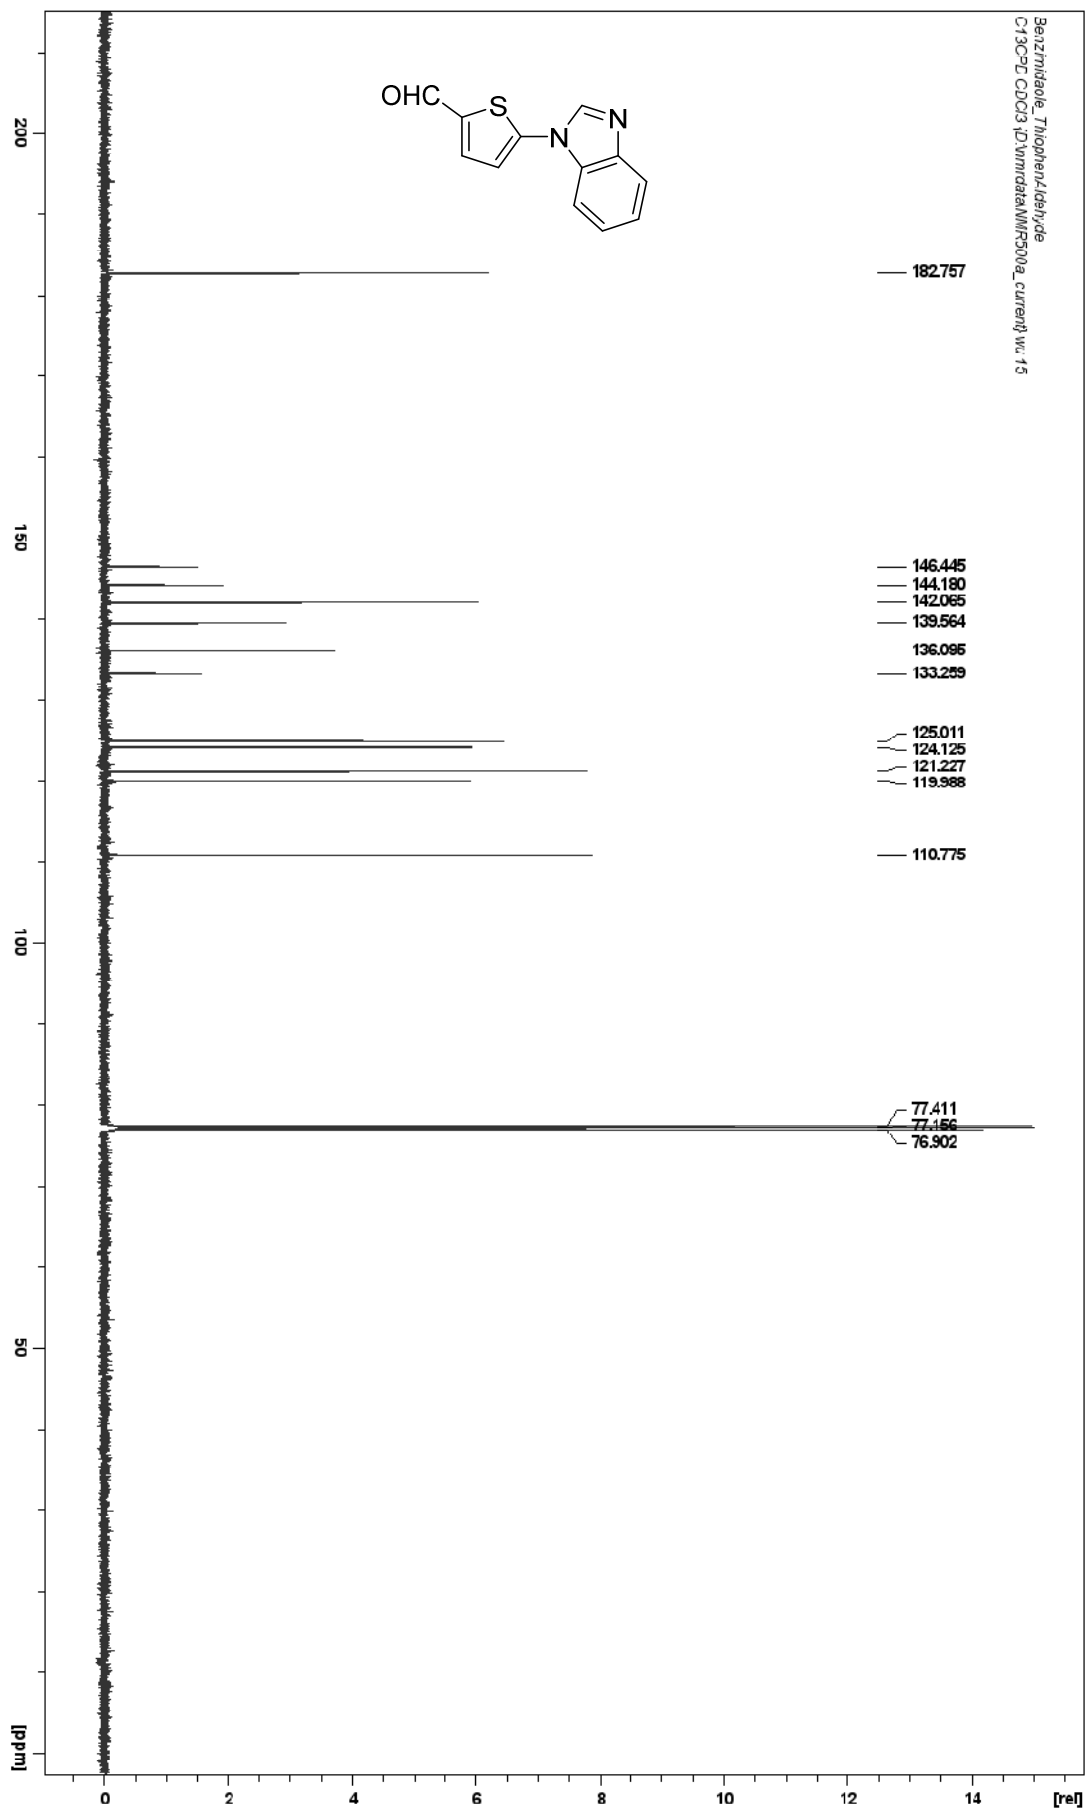 Benzimidaole_ThiophenAldehyde
C13CPD CDCl3 {D:\nmrdata\NMR500a_current} wu 15
OHC
S
N
N
182.757
146.445
144.180
142.065
139.564
136.095
133.259
125.011
124.125
121.227
119.988
110.775
77.411
77.156
76.902
200
150
100
50
[ppm]
0 2 4 6 8 10 12 14 [rel]